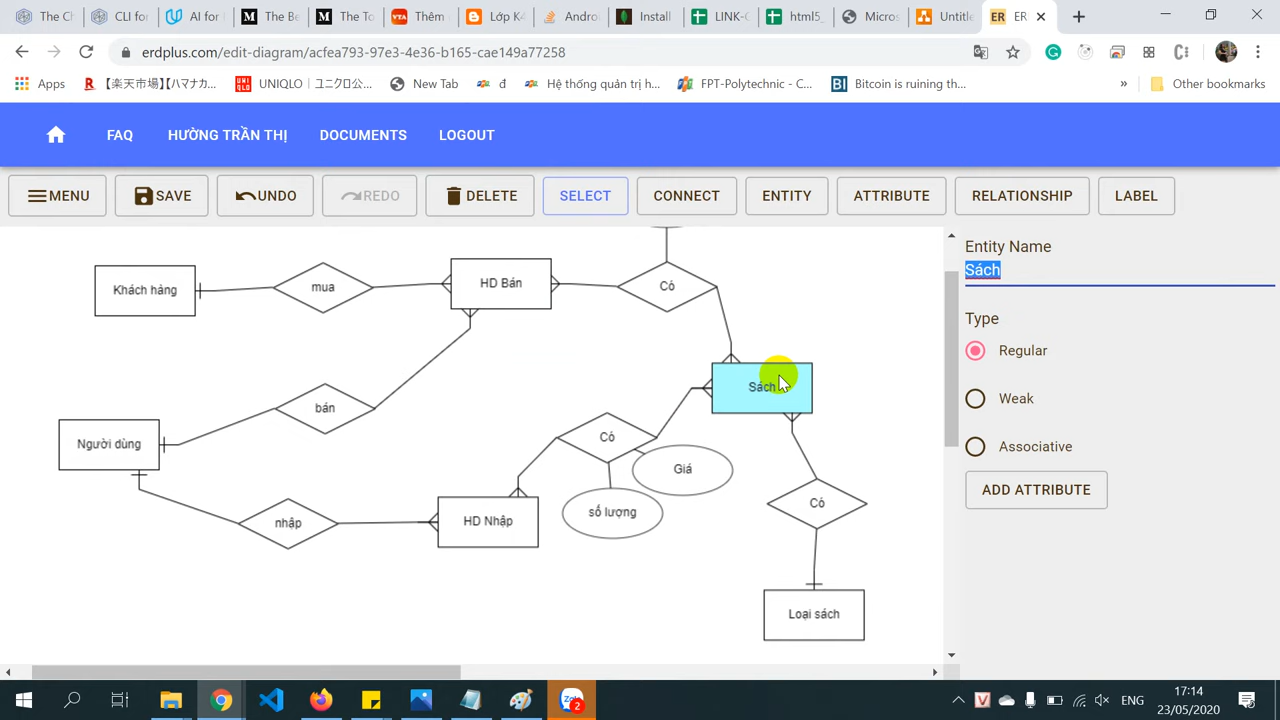 The C
CLI tor
AI for
The Be
The To
Thêm
Lớp K4
Andro
Install
LINK-C
html5_
Micros
Untitle
ER
erdplus.com/edit-diagram/acfea793-97e3-4e36-b165-cae149a77258
Apps
【楽天市場】【ハマナカ...
UNIQLO | ユニクロ公...
New Tab
đ
Hệ thống quản trị h...
FPT-Polytechnic - C...
Bitcoin is ruining th...
»
Other bookmarks
FAQ
HƯỜNG TRẦN THỊ
DOCUMENTS
LOGOUT
MENU
SAVE
UNDO
REDO
DELETE
SELECT
CONNECT
ENTITY
ATTRIBUTE
RELATIONSHIP
LABEL
Entity Name
Sách
Type
Regular
Weak
Associative
ADD ATTRIBUTE
Khách hàng
mua
HD Bán
Có
Sách
bán
Người dùng
Có
Giá
số lượng
nhập
HD Nhập
Có
Loại sách
2
ENG
17:14
23/05/2020